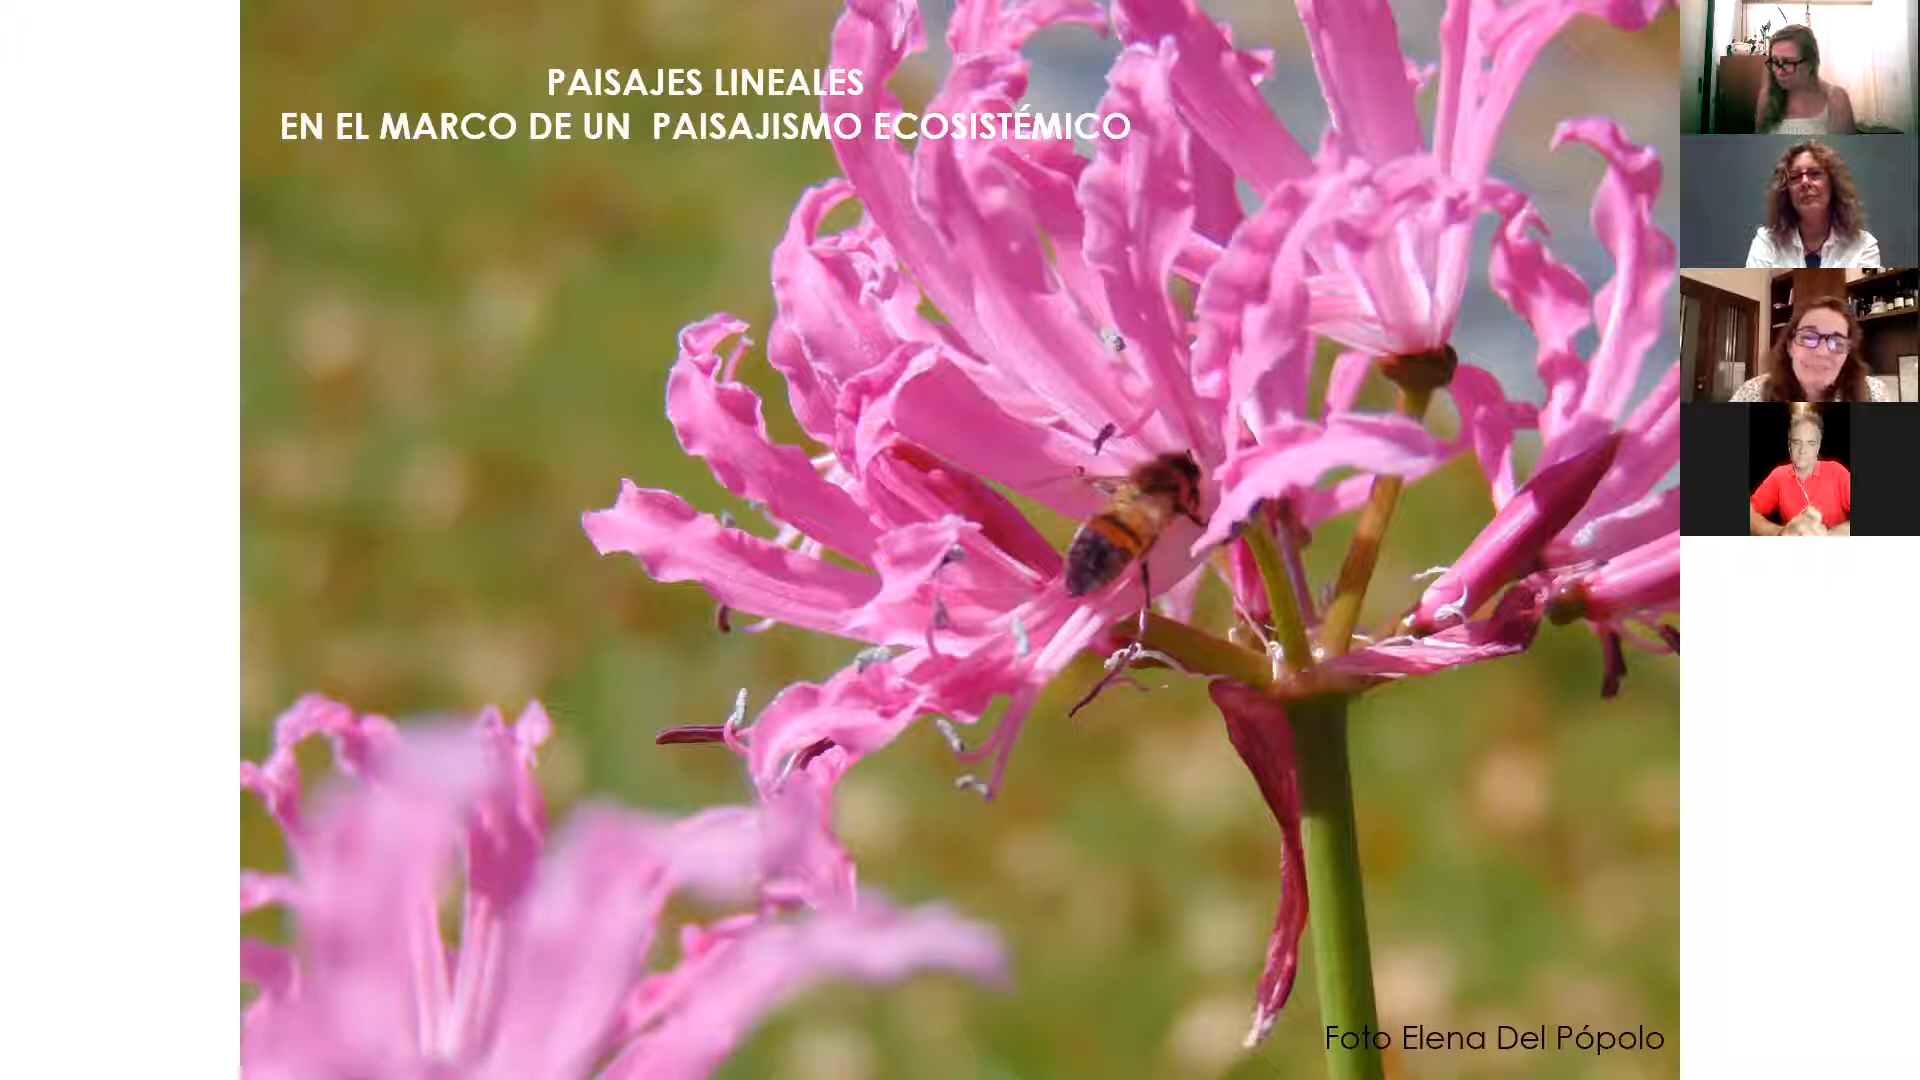 PAISAJES LINEALES
EN EL MARCO DE UN PAISAJISMO ECOSISTÉMICO
Foto Elena Del Pópolo